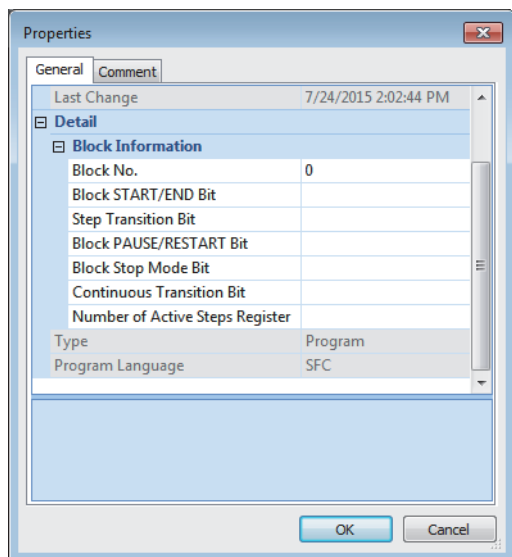 Properties
General Comment
Last Change 7/24/2015 2:02:44 PM
Detail
Block Information
Block No. 0
Block START/END Bit
Step Transition Bit
Block PAUSE/RESTART Bit
Block Stop Mode Bit
Continuous Transition Bit
Number of Active Steps Register
Type Program
Program Language SFC
OK Cancel